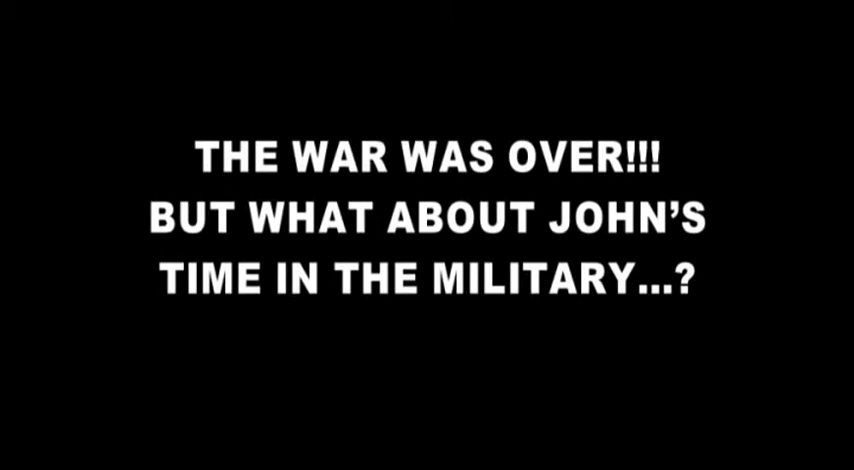 THE WAR WAS OVER!!!
BUT WHAT ABOUT JOHN’S
TIME IN THE MILITARY...?